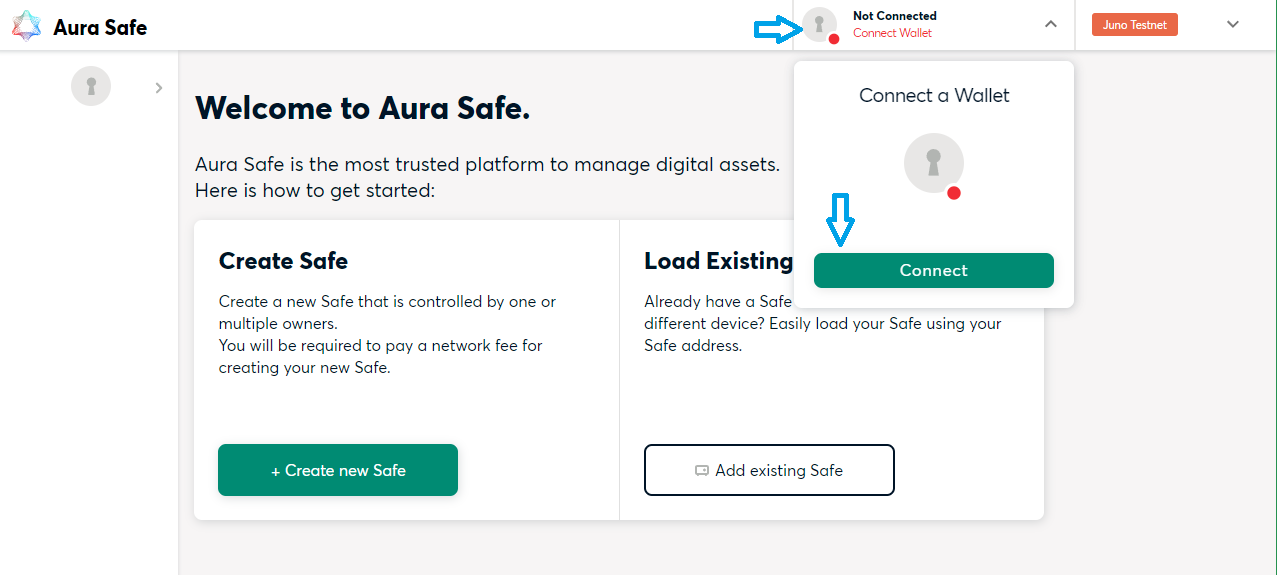 Aura Safe
Not Connected
Connect Wallet
Juno Testnet
Connect a Wallet
Connect
Welcome to Aura Safe.
Aura Safe is the most trusted platform to manage digital assets.
Here is how to get started:
Create Safe
Create a new Safe that is controlled by one or
multiple owners.
You will be required to pay a network fee for
creating your new Safe.
+ Create new Safe
Load Existing
Already have a Safe
different device? Easily load your Safe using your
Safe address.
Add existing Safe